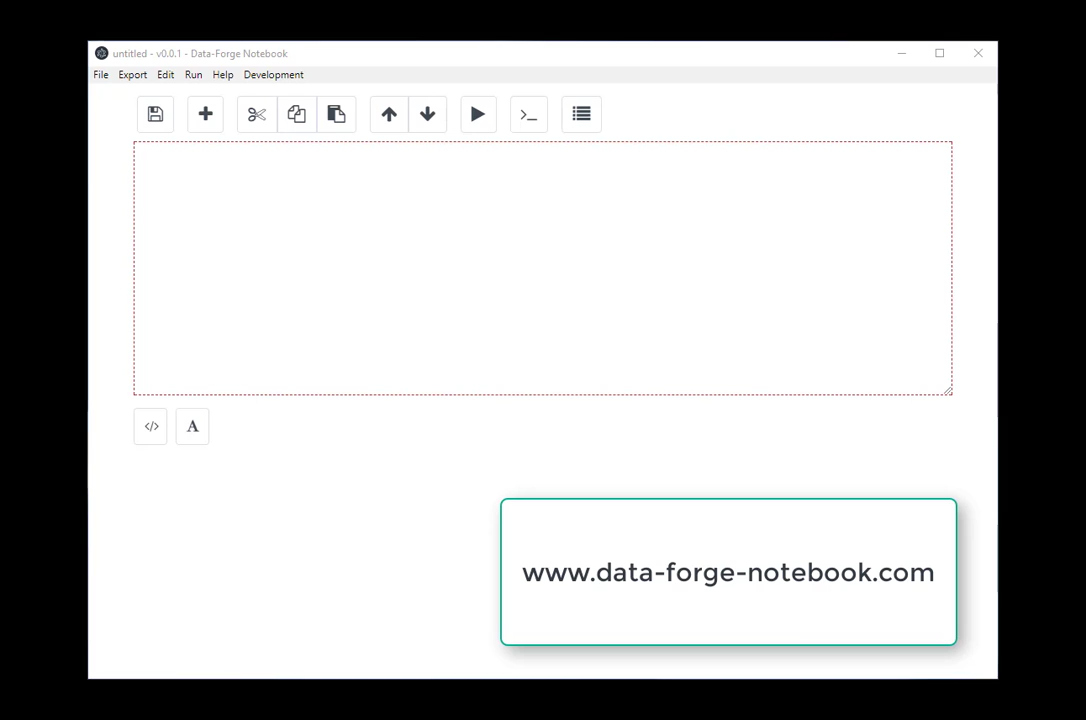 untitled - v0.0.1 - Data-Forge Notebook
File Export Edit Run Help Development
A
www.data-forge-notebook.com